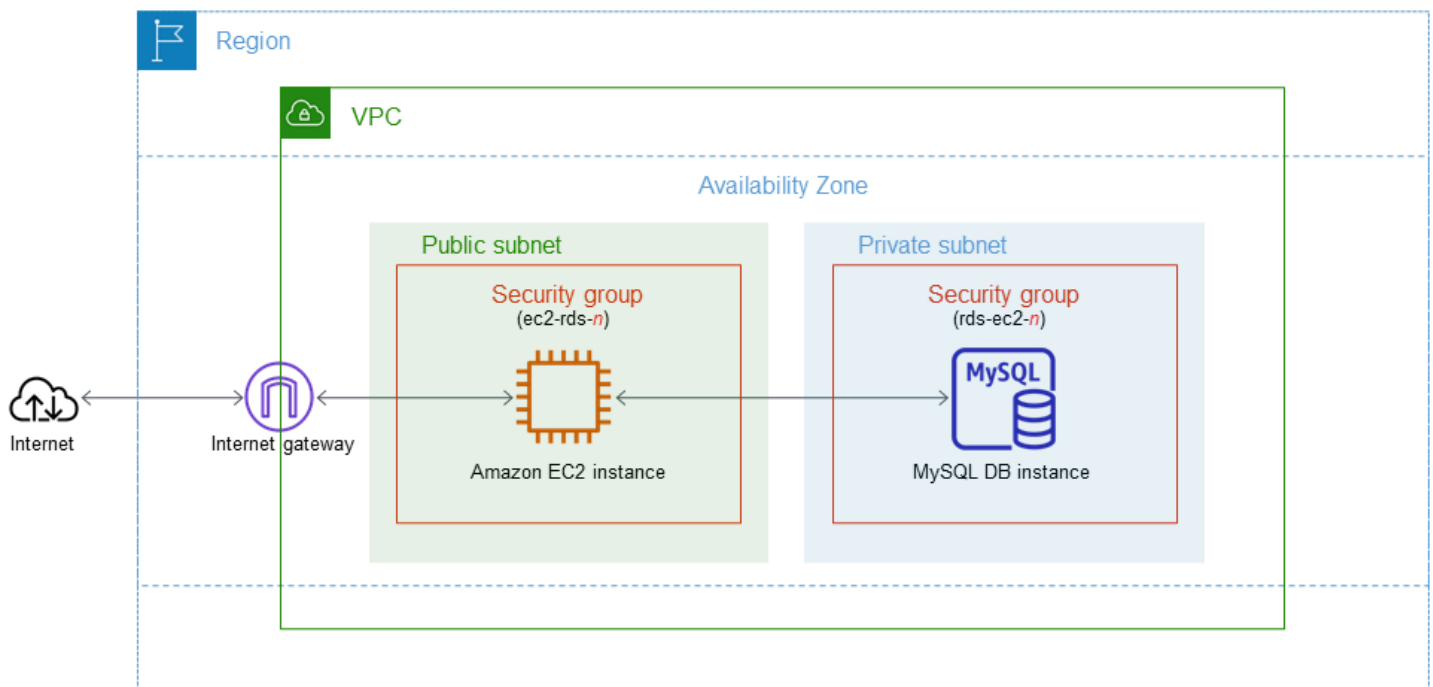 Region
VPC
Availability Zone
Public subnet
Private subnet
Security group
(ec2-rds-n)
Security group
(rds-ec2-n)
MySQL
Internet
Internet gateway
Amazon EC2 instance
MySQL DB instance